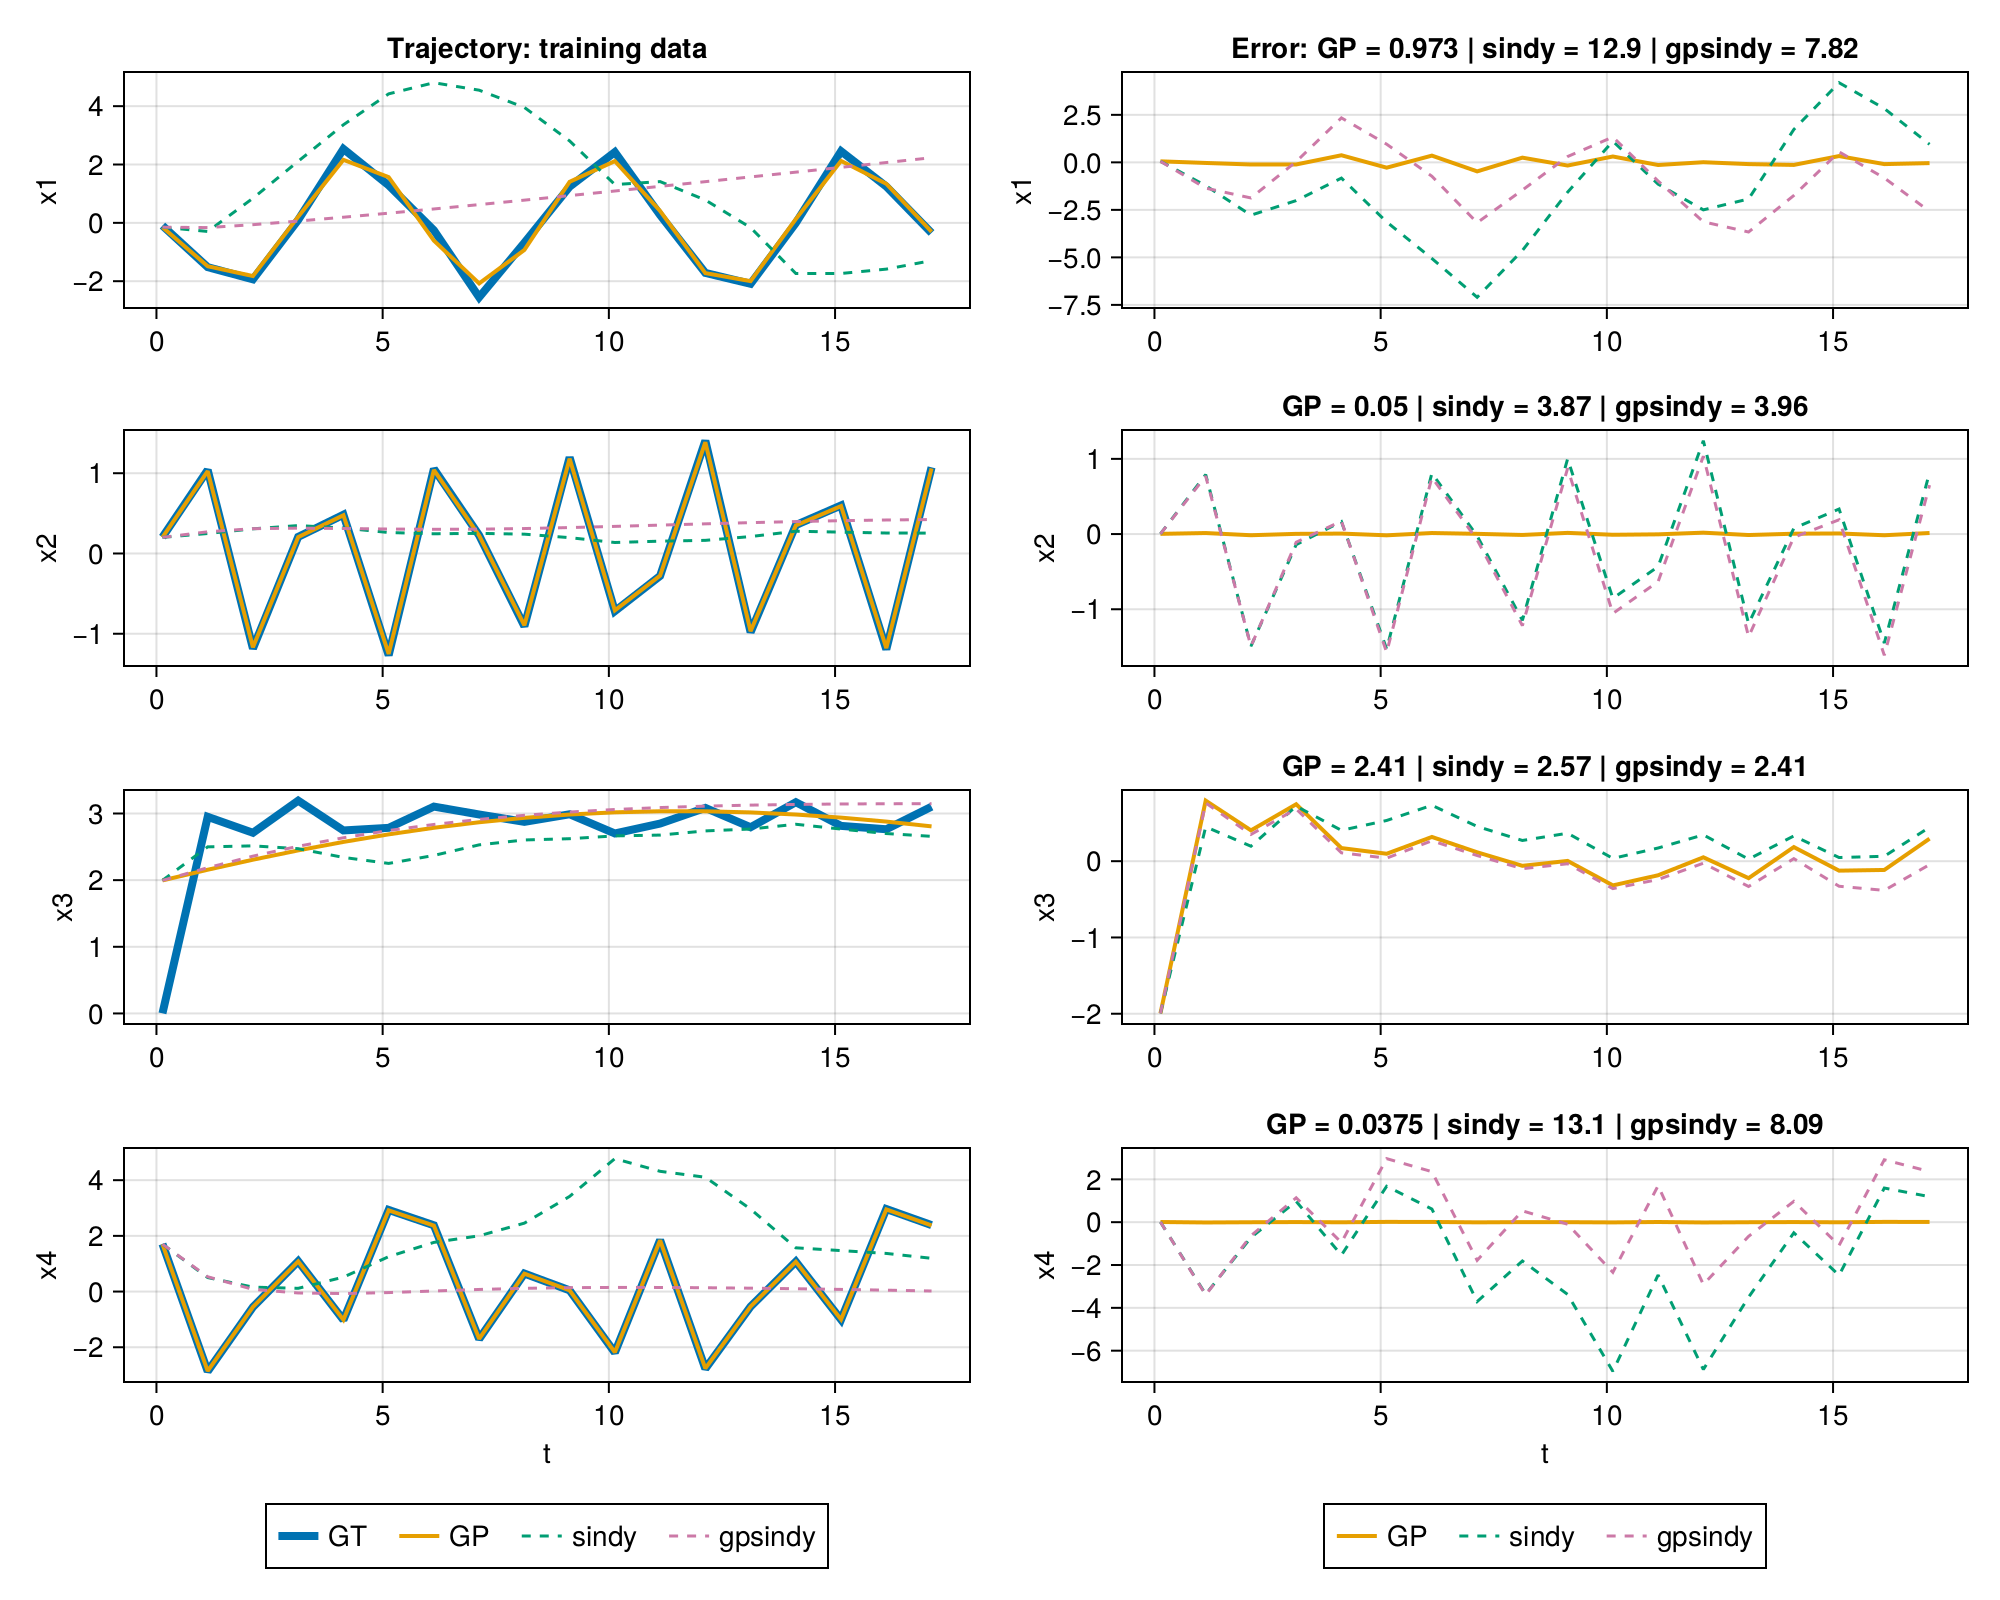 Trajectory: training data
x1
4
2
0
−2
0 5 10 15
Error: GP = 0.973 | sindy = 12.9 | gpsindy = 7.82
x1
2.5
0.0
−2.5
−5.0
−7.5
0 5 10 15
x2
1
0
−1
0 5 10 15
GP = 0.05 | sindy = 3.87 | gpsindy = 3.96
x2
1
0
−1
0 5 10 15
x3
3
2
1
0
0 5 10 15
GP = 2.41 | sindy = 2.57 | gpsindy = 2.41
x3
0
−1
−2
0 5 10 15
x4
4
2
0
−2
0 5 10 15
t
GP = 0.0375 | sindy = 13.1 | gpsindy = 8.09
x4
2
0
−2
−4
−6
0 5 10 15
t
GT GP sindy gpsindy
GP sindy gpsindy